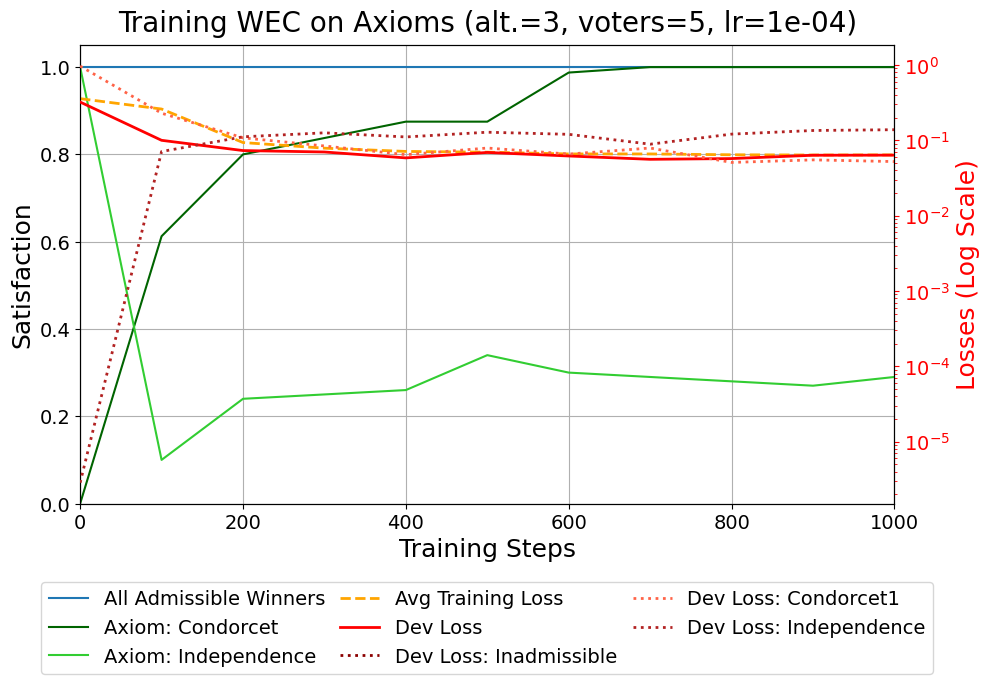 Training WEC on Axioms (alt.=3, voters=5, lr=1e-04)
Satisfaction
1.0
0.8
0.6
0.4
0.2
0.0
0 200 400 600 800 1000
Training Steps
10⁰
10⁻¹
10⁻²
10⁻³
10⁻⁴
10⁻⁵
Losses (Log Scale)
All Admissible Winners
Axiom: Condorcet
Axiom: Independence
Avg Training Loss
Dev Loss
Dev Loss: Inadmissible
Dev Loss: Condorcet1
Dev Loss: Independence